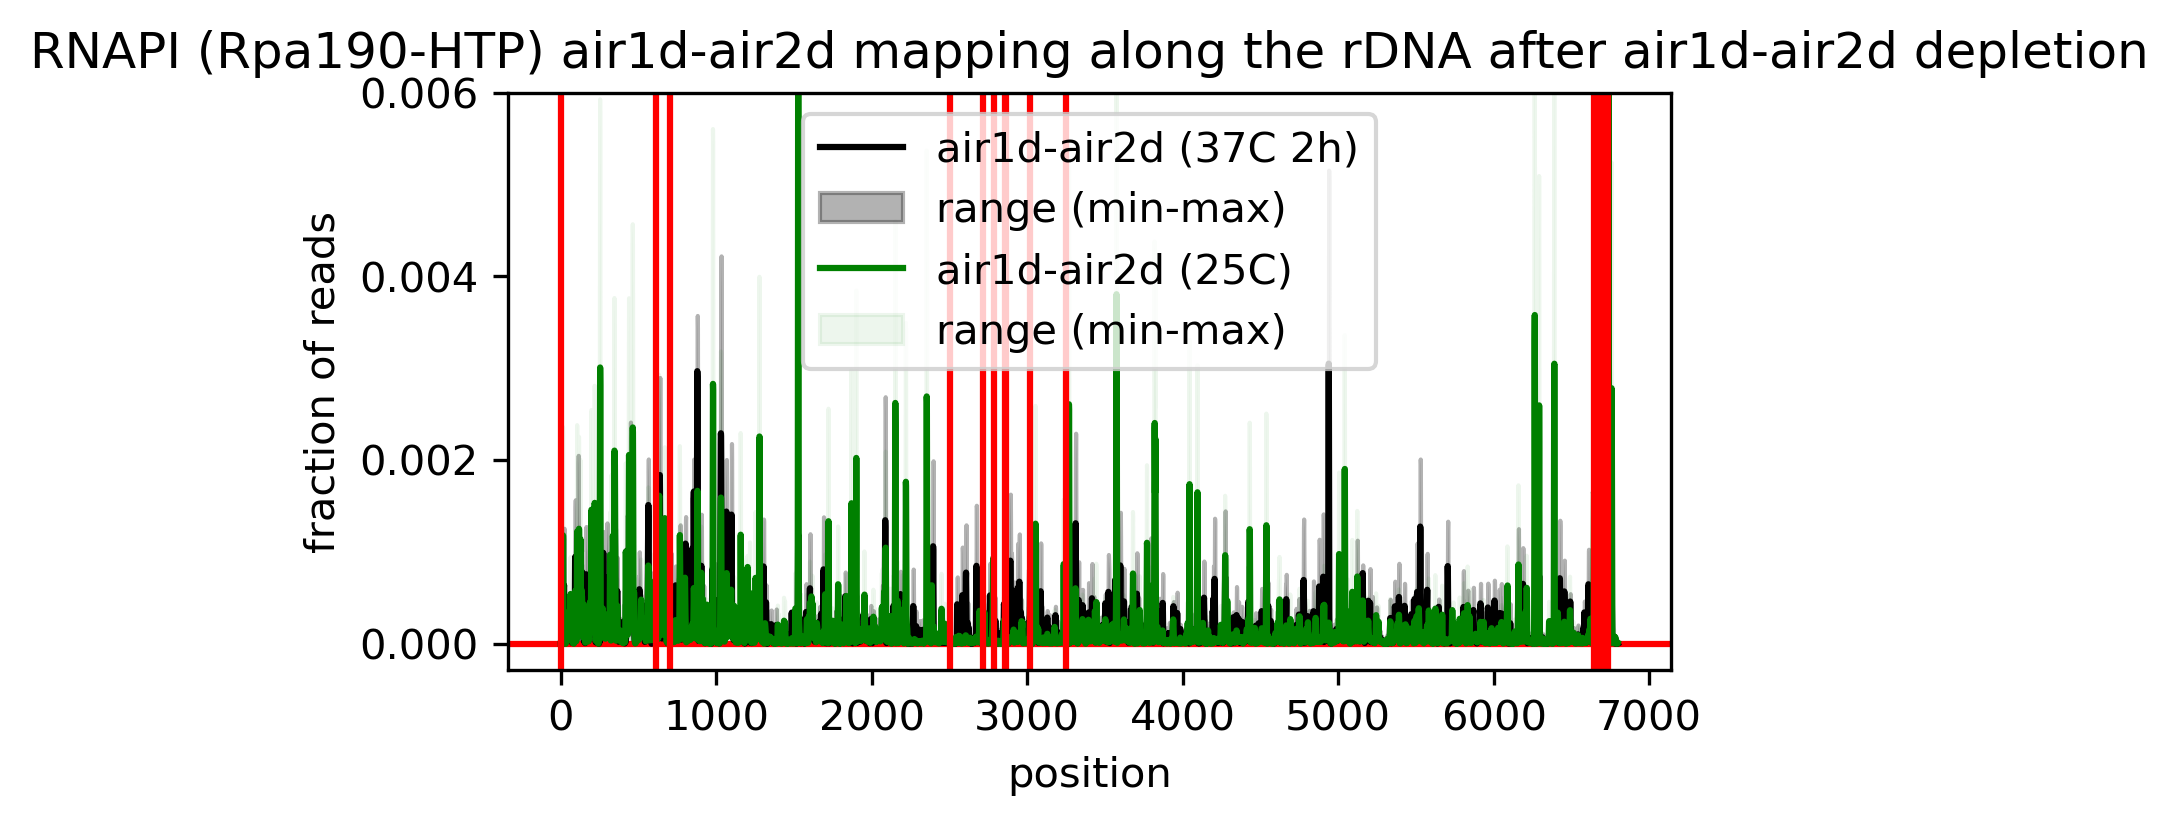 RNAPI (Rpa190-HTP) air1d-air2d mapping along the rDNA after air1d-air2d depletion
0.006
0.004
0.002
0.000
fraction of reads
air1d-air2d (37C 2h)
range (min-max)
air1d-air2d (25C)
range (min-max)
0 1000 2000 3000 4000 5000 6000 7000
position